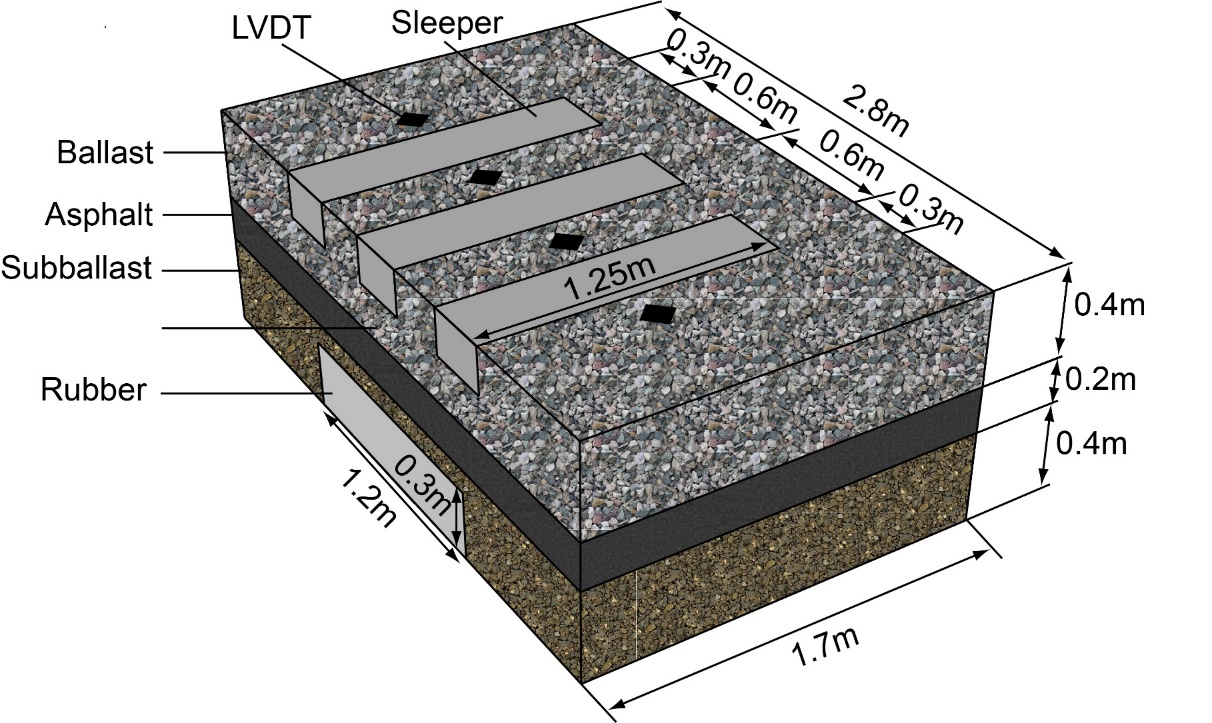 LVDT
Sleeper
0.3m
0.6m
2.8m
0.6m
0.3m
Ballast
Asphalt
Subballast
1.25m
0.4m
0.2m
0.4m
Rubber
0.3m
1.2m
1.7m